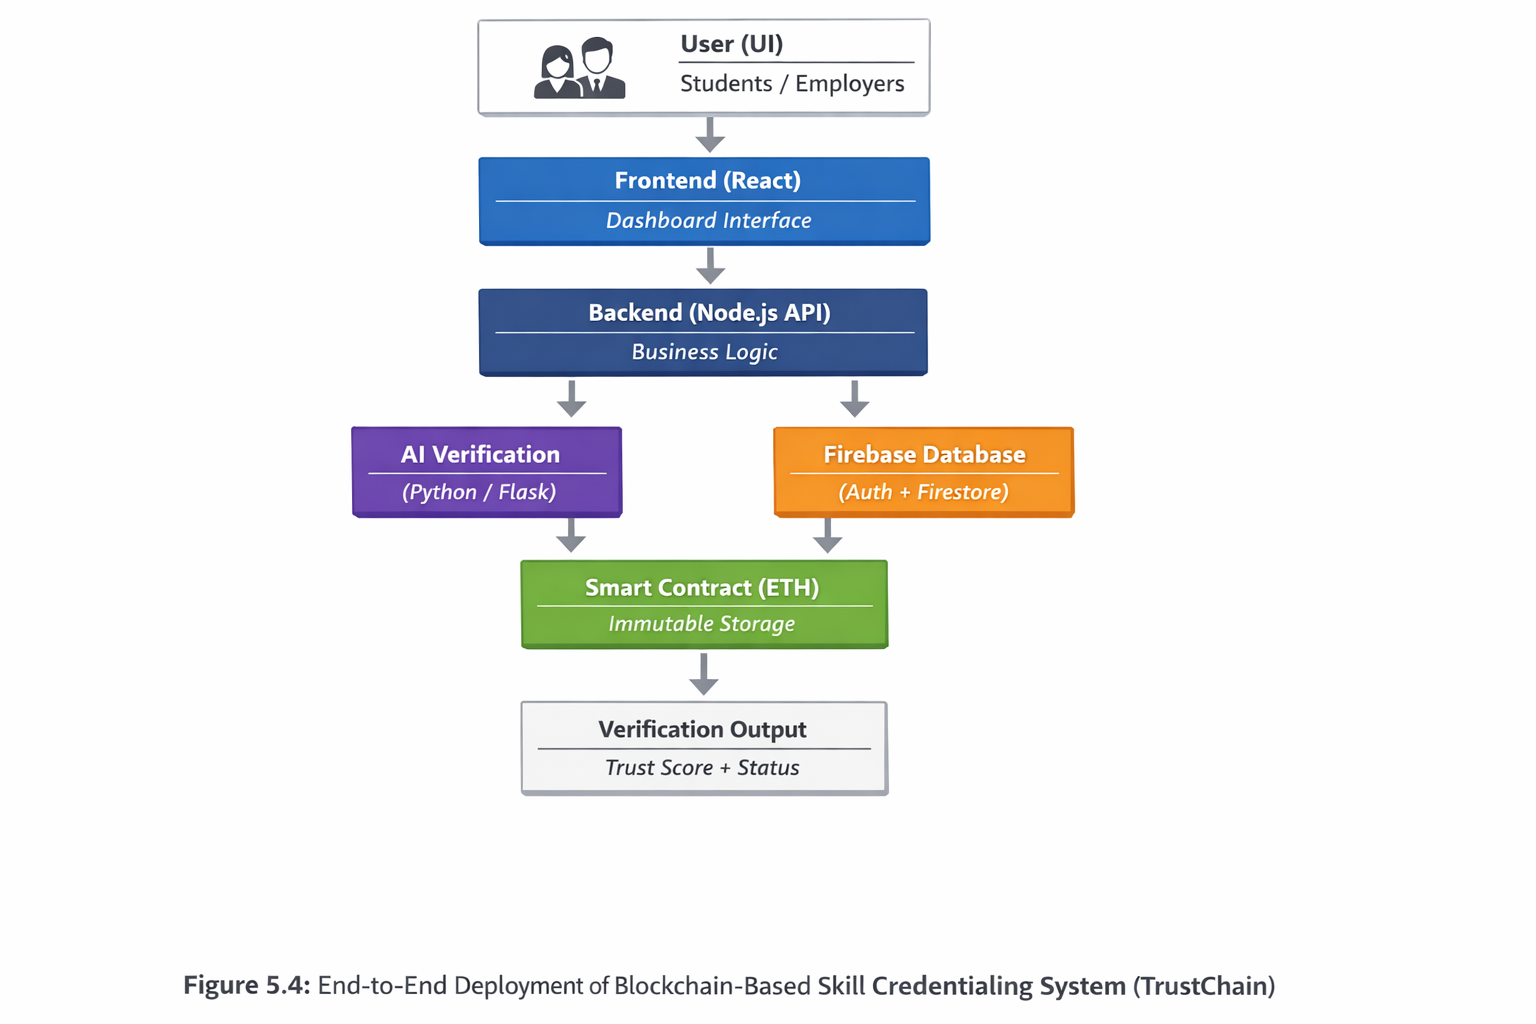 User (UI)
Students / Employers
Frontend (React)
Dashboard Interface
Backend (Node.js API)
Business Logic
AI Verification
(Python / Flask)
Firebase Database
(Auth + Firestore)
Smart Contract (ETH)
Immutable Storage
Verification Output
Trust Score + Status
Figure 5.4: End-to-End Deployment of Blockchain-Based Skill Credentialing System (TrustChain)